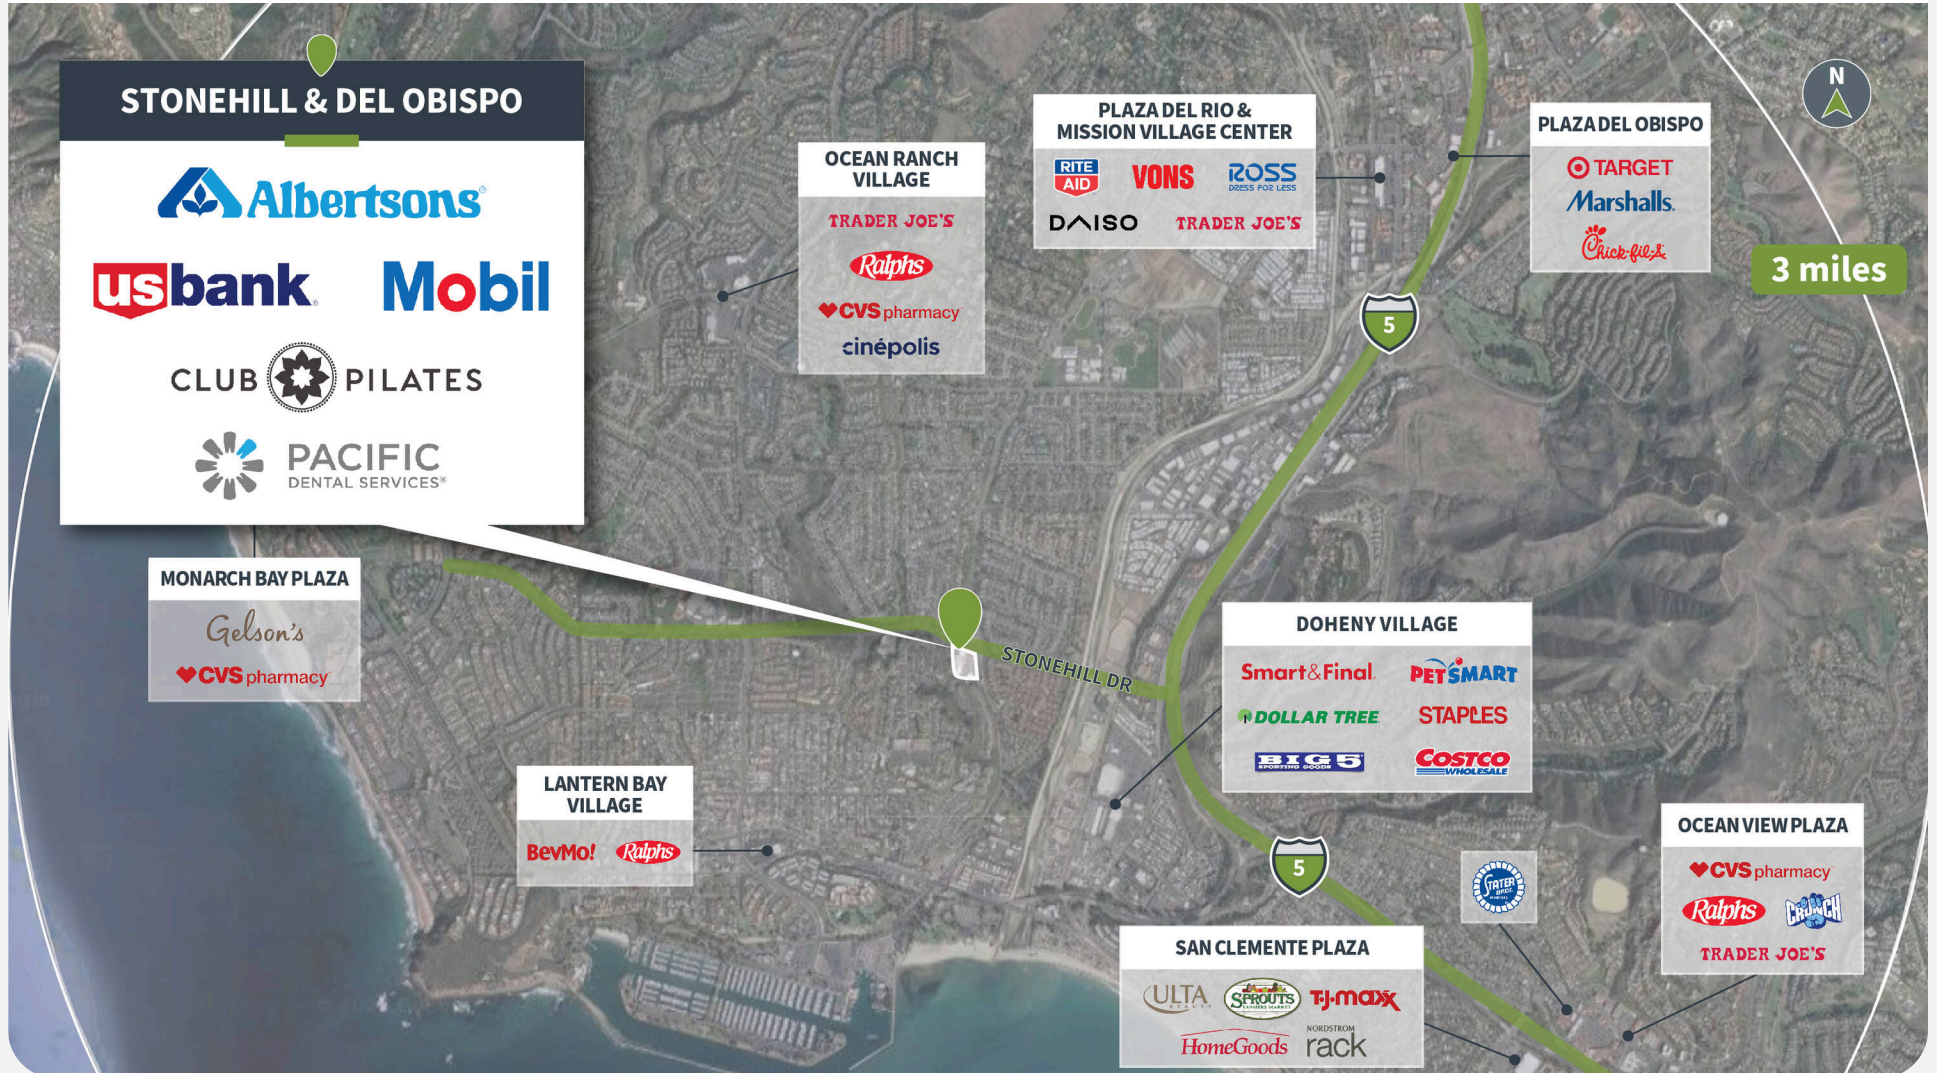 STONEHILL & DEL OBISPO
Albertsons®
usbank®
Mobil
CLUB PILATES
PACIFIC
DENTAL SERVICES®
OCEAN RANCH
VILLAGE
TRADER JOE'S
Ralphs
CVS pharmacy
cinépolis
PLAZA DEL RIO &
MISSION VILLAGE CENTER
RITE
AID
VONS
ROSS
DRESS FOR LESS
DAISO
TRADER JOE'S
PLAZA DEL OBISPO
TARGET
Marshalls.
Chick-fil-A
N
3 miles
5
MONARCH BAY PLAZA
Gelson's
CVS pharmacy
STONEHILL DR
DOHENY VILLAGE
Smart&Final.
PETSMART
DOLLAR TREE
STAPLES
BIG 5
SPORTING GOODS
COSTCO
WHOLESALE
LANTERN BAY
VILLAGE
BevMo!
Ralphs
5
STATER
BROS
MARKETS
OCEAN VIEW PLAZA
CVS pharmacy
Ralphs
CRUNCH
TRADER JOE'S
SAN CLEMENTE PLAZA
ULTA
BEAUTY
SPROUTS
FARMERS MARKET
T.J.maxx
HomeGoods
NORDSTROM
rack